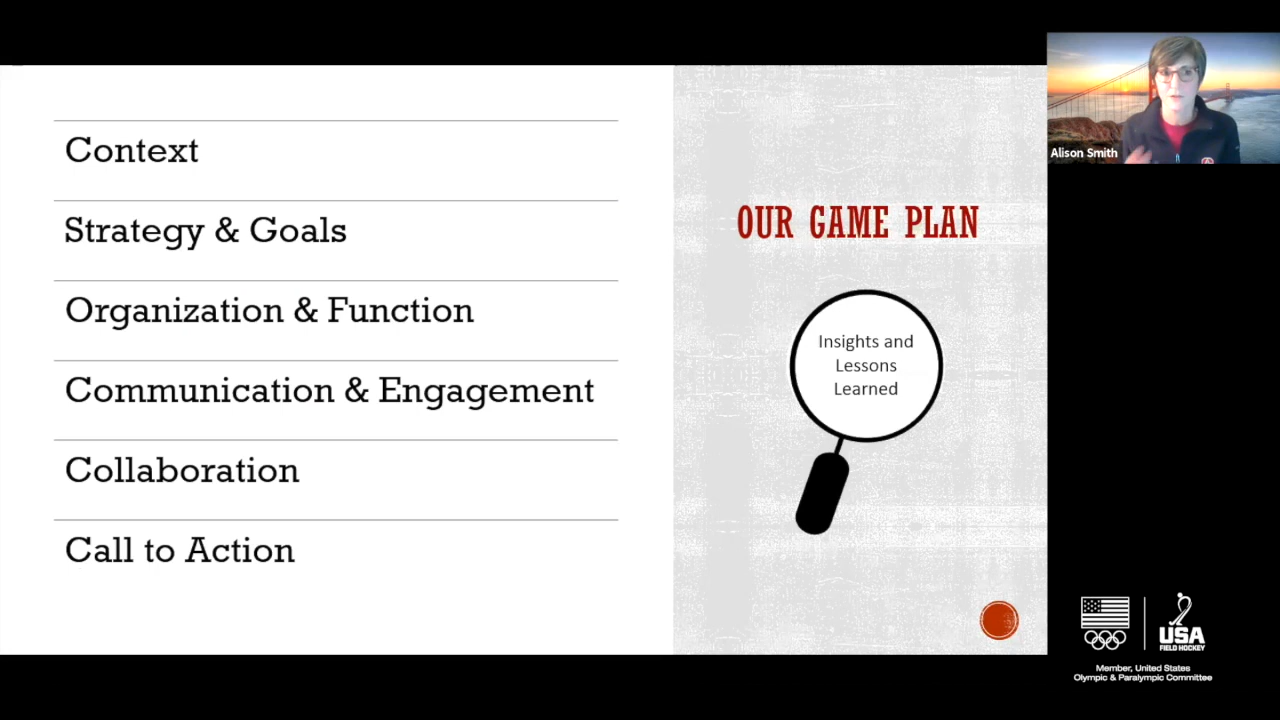 Context
Strategy & Goals
Organization & Function
Communication & Engagement
Collaboration
Call to Action
OUR GAME PLAN
Insights and
Lessons
Learned
Alison Smith
USA
FIELD HOCKEY
Member, United States
Olympic & Paralympic Committee